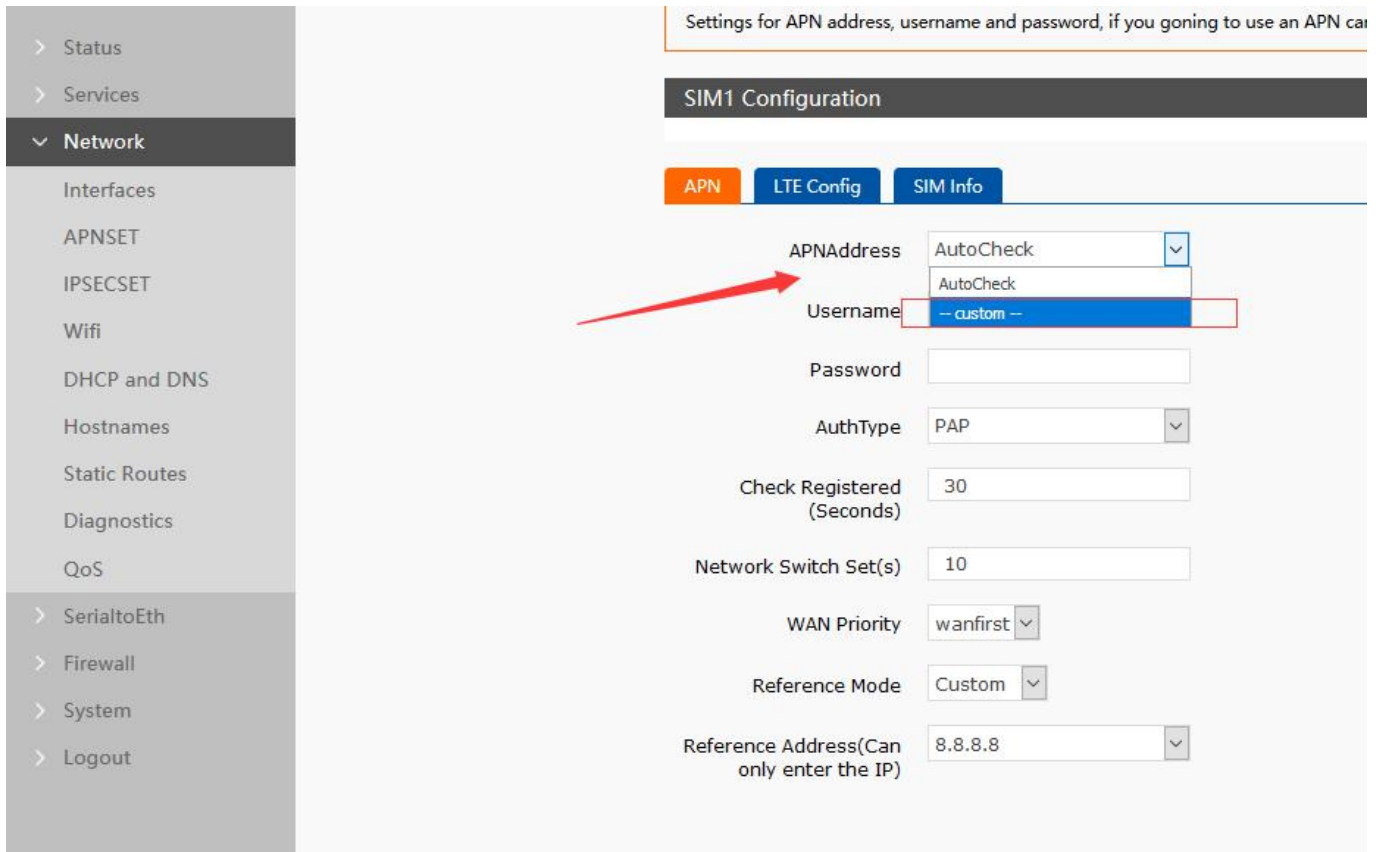 Settings for APN address, username and password, if you goning to use an APN car
Status
Services
Network
Interfaces
APNSET
IPSECSET
Wifi
DHCP and DNS
Hostnames
Static Routes
Diagnostics
QoS
SerialtoEth
Firewall
System
Logout
SIM1 Configuration
APN LTE Config SIM Info
APNAddress AutoCheck
AutoCheck
Username -- custom --
Password
AuthType PAP
Check Registered 30
(Seconds)
Network Switch Set(s) 10
WAN Priority wanfirst
Reference Mode Custom
Reference Address(Can 8.8.8.8
only enter the IP)